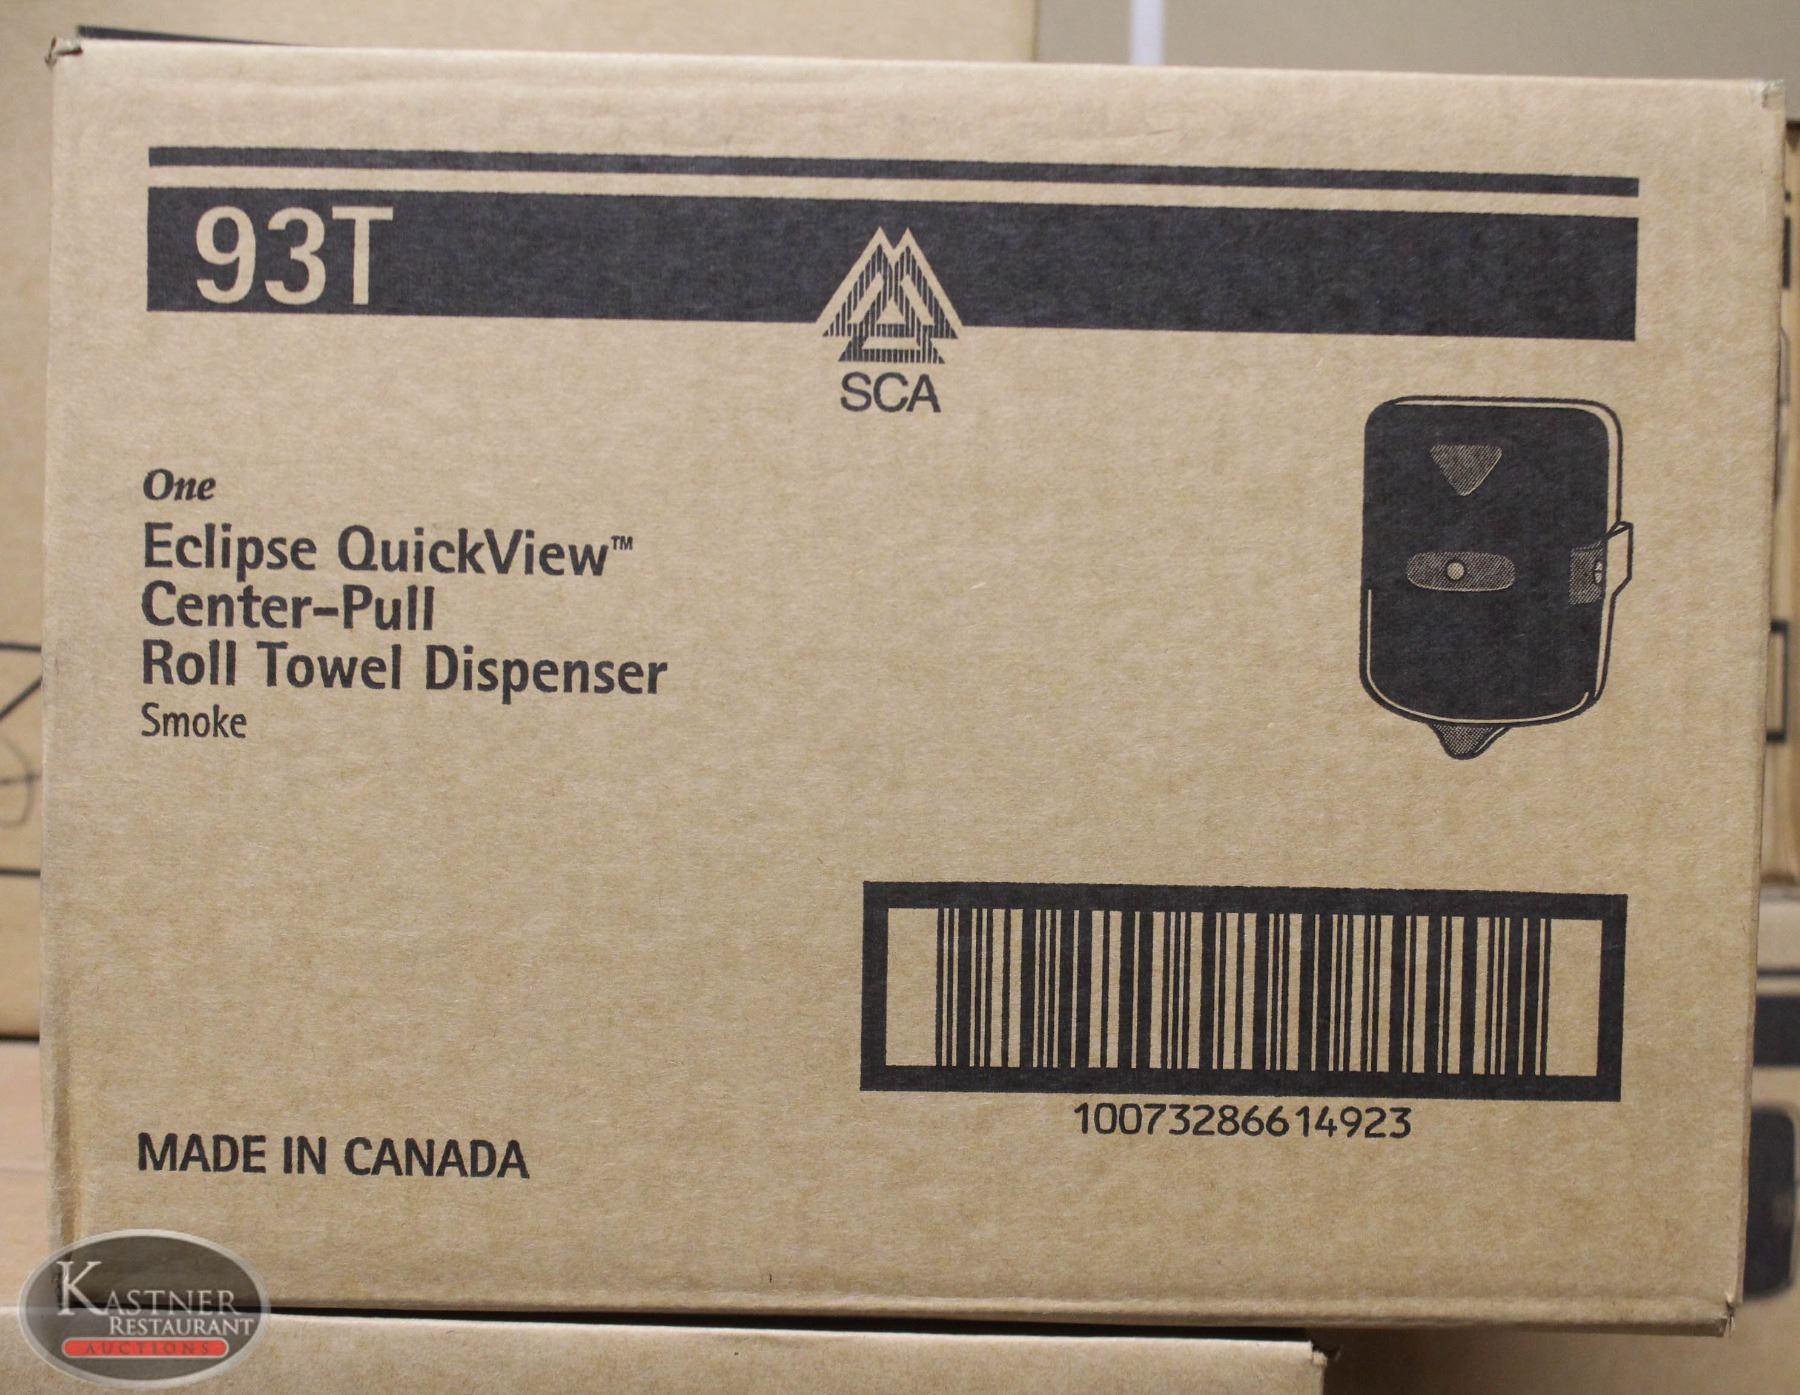 93T
SCA
One
Eclipse QuickView™
Center-Pull
Roll Towel Dispenser
Smoke
10073286614923
MADE IN CANADA
KASTNER
RESTAURANT
AUCTIONS